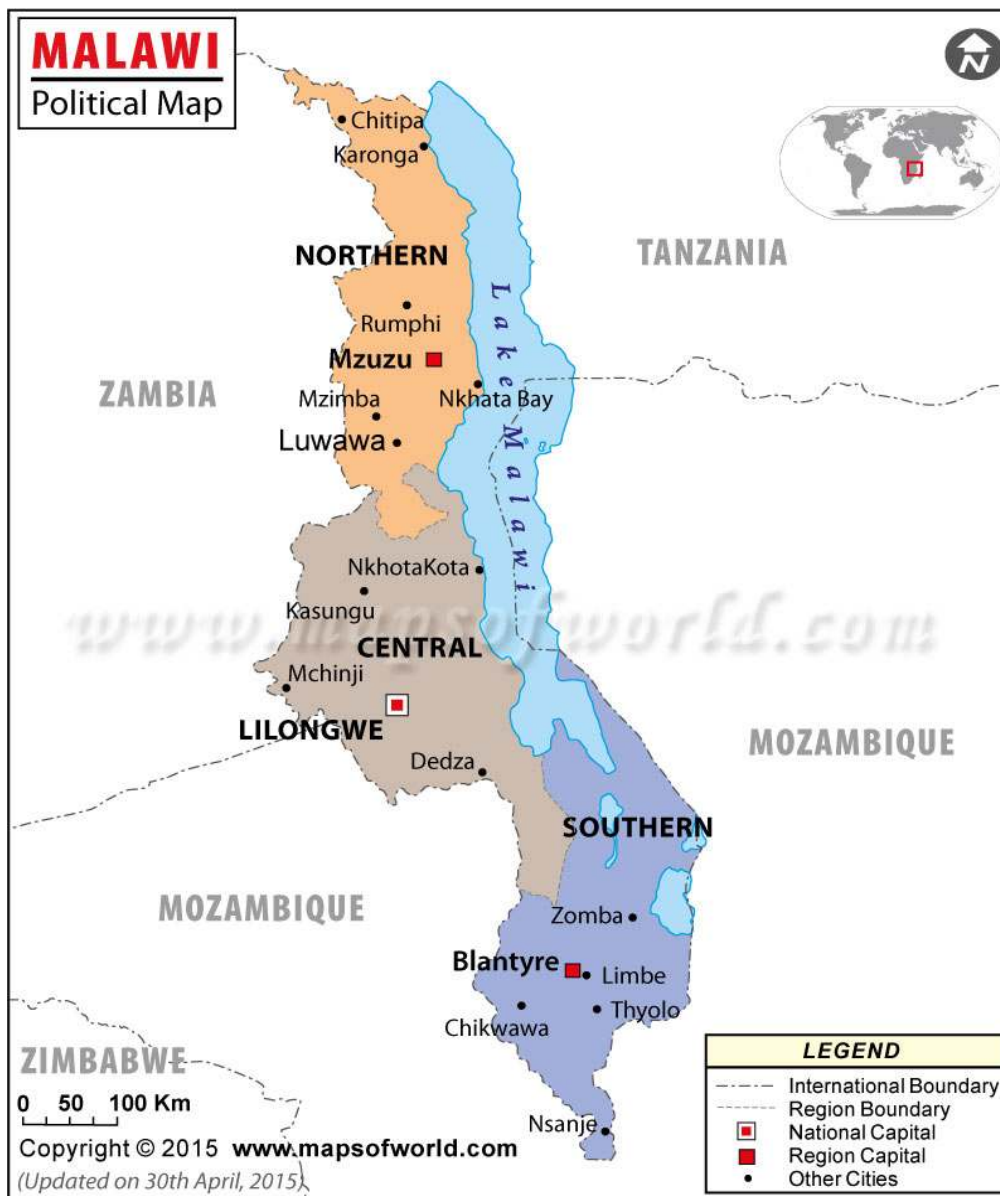 MALAWI
Political Map
N
Chitipa
Karonga
NORTHERN
TANZANIA
Rumphi
Mzuzu
ZAMBIA
Mzimba
Nkhata Bay
Luwawa
Lake Malawi
NkhotaKota
Kasungu
www.mapsofworld.com
CENTRAL
Mchinji
LILONGWE
MOZAMBIQUE
Dedza
SOUTHERN
MOZAMBIQUE
Zomba
Blantyre
Limbe
Chikwawa
Thyolo
ZIMBABWE
Nsanje
0 50 100 Km
Copyright © 2015 www.mapsofworld.com
(Updated on 30th April, 2015)
LEGEND
International Boundary
Region Boundary
National Capital
Region Capital
Other Cities